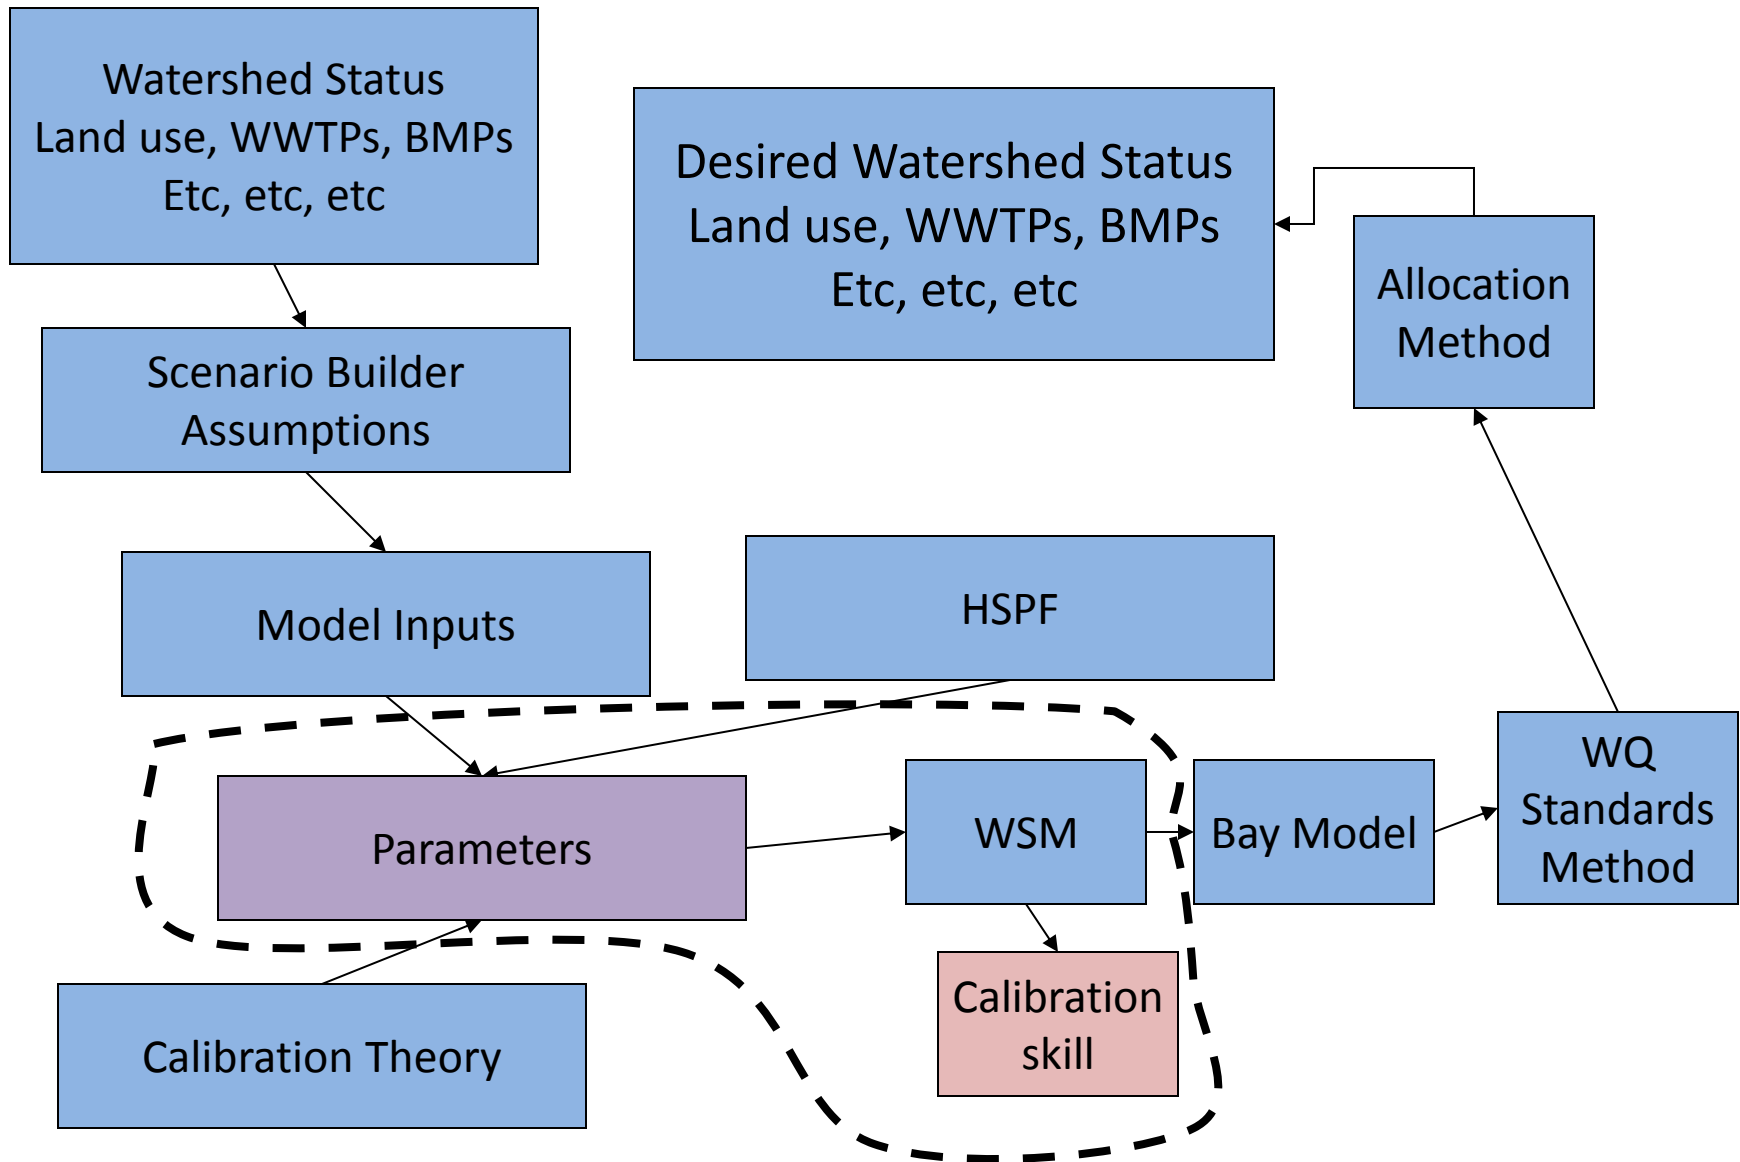 Watershed Status
Land use, WWTPs, BMPs
Etc, etc, etc
Desired Watershed Status
Land use, WWTPs, BMPs
Etc, etc, etc
Allocation
Method
Scenario Builder
Assumptions
Model Inputs
HSPF
Parameters
WSM
Bay Model
WQ
Standards
Method
Calibration
skill
Calibration Theory